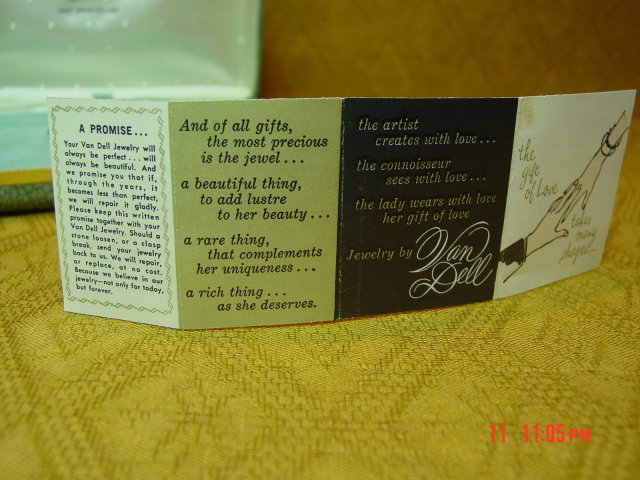 A PROMISE...
Your Van Dell Jewelry will
always be perfect... will
always be beautiful. And
we promise you that if,
through the years, it
becomes less than perfect,
we will repair it gladly.
Please keep this written
promise together with your
Van Dell Jewelry. Should a
stone loosen, or a clasp
break, send your jewelry
back to us. We will repair,
or replace, at no cost.
Because we believe in our
jewelry—not only for today,
but forever.
And of all gifts,
the most precious
is the jewel...
a beautiful thing,
to add lustre
to her beauty...
a rare thing,
that complements
her uniqueness...
a rich thing...
as she deserves.
the artist
creates with love...
the connoisseur
sees with love...
the lady wears with love
her gift of love
Jewelry by Van
Dell
the
gift
of love
takes
many
shapes...
11 11:05PM